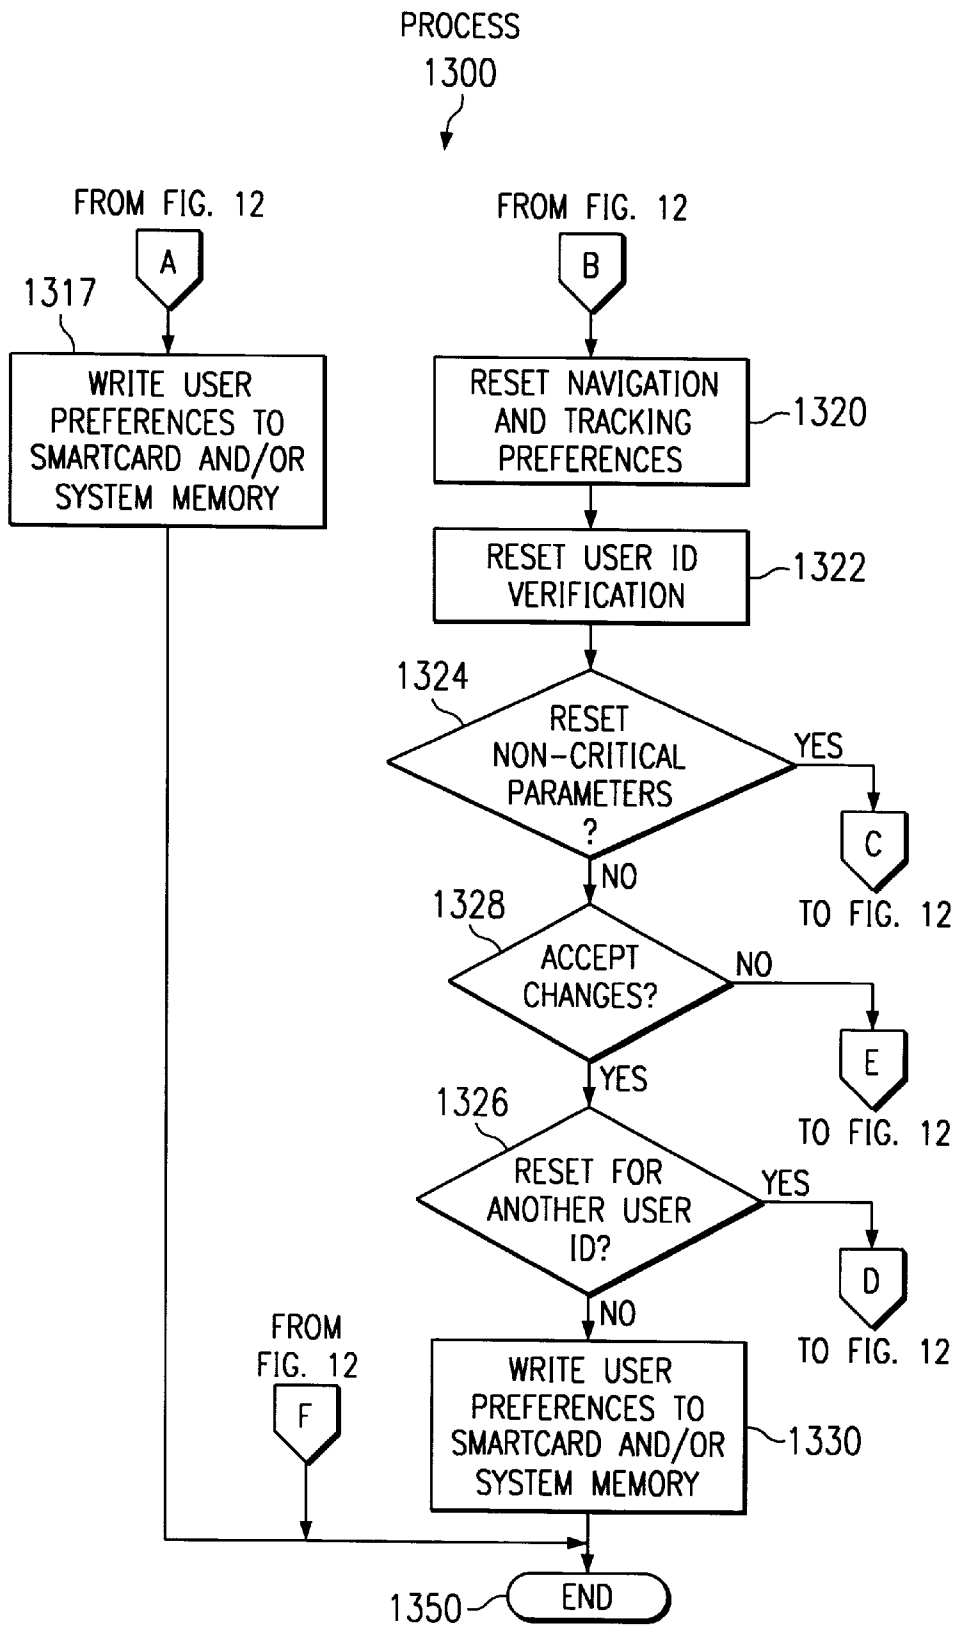 PROCESS
1300
FROM FIG. 12
A
1317
WRITE USER
PREFERENCES TO
SMARTCARD AND/OR
SYSTEM MEMORY
FROM FIG. 12
B
RESET NAVIGATION
AND TRACKING
PREFERENCES
1320
RESET USER ID
VERIFICATION
1322
1324
RESET
NON-CRITICAL
PARAMETERS
?
YES
C
TO FIG. 12
NO
1328
ACCEPT
CHANGES?
NO
E
TO FIG. 12
YES
1326
RESET FOR
ANOTHER USER
ID?
YES
D
TO FIG. 12
NO
FROM
FIG. 12
F
WRITE USER
PREFERENCES TO
SMARTCARD AND/OR
SYSTEM MEMORY
1330
END
1350